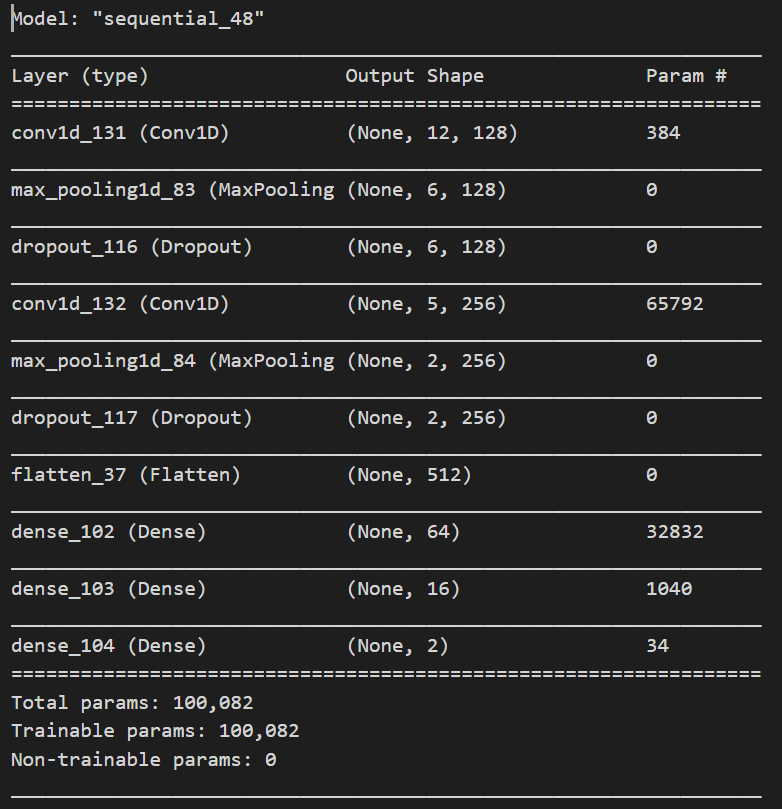 Model: "sequential_48"
_________________________________________________________________
Layer (type)                 Output Shape              Param #
=================================================================
conv1d_131 (Conv1D)          (None, 12, 128)           384
_________________________________________________________________
max_pooling1d_83 (MaxPooling (None, 6, 128)            0
_________________________________________________________________
dropout_116 (Dropout)        (None, 6, 128)            0
_________________________________________________________________
conv1d_132 (Conv1D)          (None, 5, 256)            65792
_________________________________________________________________
max_pooling1d_84 (MaxPooling (None, 2, 256)            0
_________________________________________________________________
dropout_117 (Dropout)        (None, 2, 256)            0
_________________________________________________________________
flatten_37 (Flatten)         (None, 512)               0
_________________________________________________________________
dense_102 (Dense)            (None, 64)                32832
_________________________________________________________________
dense_103 (Dense)            (None, 16)                1040
_________________________________________________________________
dense_104 (Dense)            (None, 2)                 34
=================================================================
Total params: 100,082
Trainable params: 100,082
Non-trainable params: 0
_________________________________________________________________